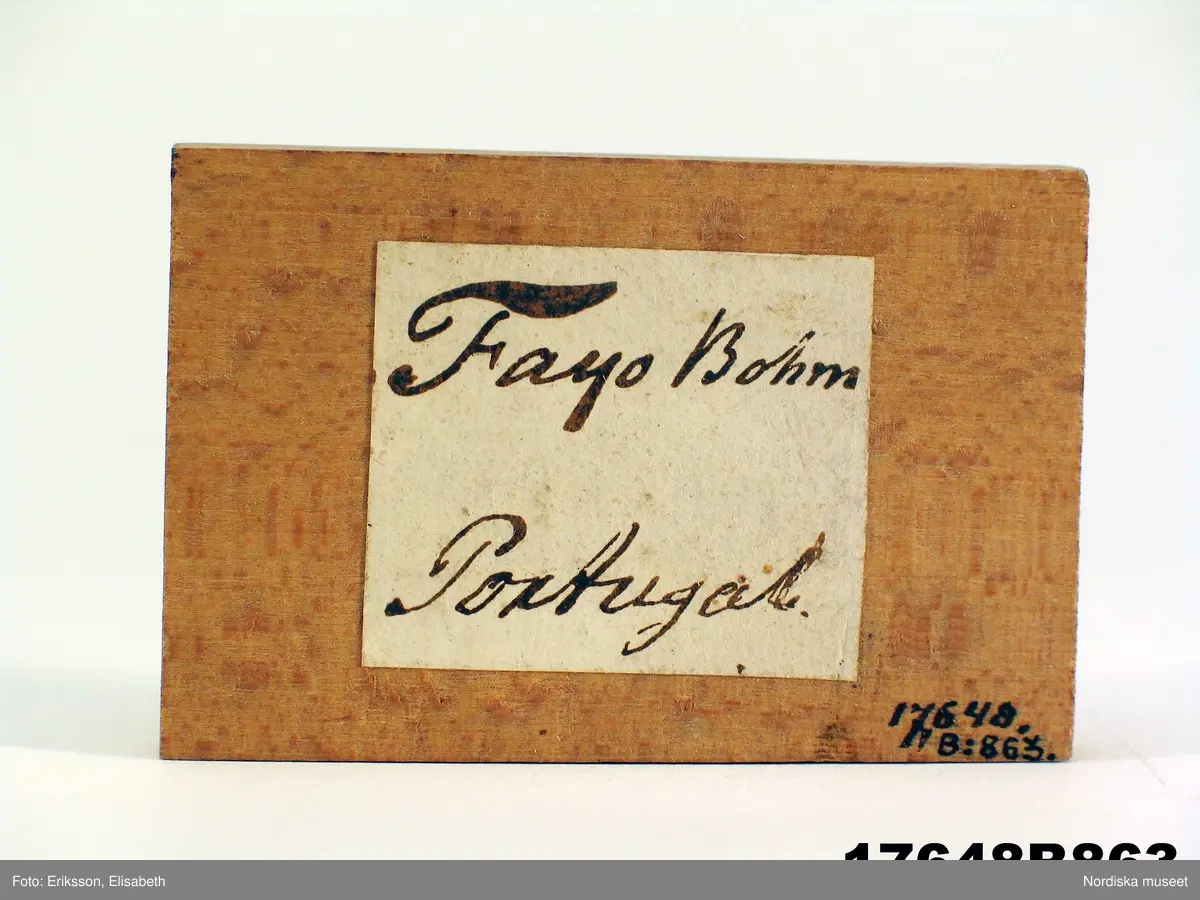 Fayo Bohm
Portugal.
17648.
B:863.
17648B863
Foto: Eriksson, Elisabeth
Nordiska museet